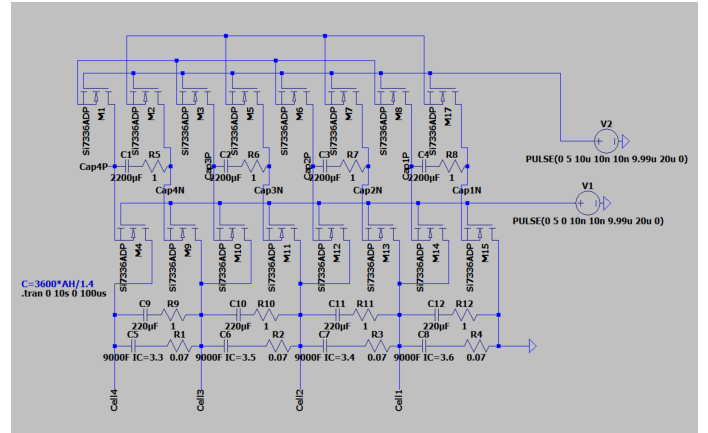 SI7336ADP M1 SI7336ADP M2 SI7336ADP M3 SI7336ADP M5 SI7336ADP M6 SI7336ADP M7 SI7336ADP M8 SI7336ADP M17
V2
PULSE(0 5 10u 10n 10n 9.99u 20u 0)
C1 R5 C2 R6 C3 R7 C4 R8
Cap4P Cap3P Cap2P Cap1P
2200µF 1 2200µF 1 2200µF 1 2200µF 1
Cap4N Cap3N Cap2N Cap1N
V1
PULSE(0 5 0 10n 10n 9.99u 20u 0)
SI7336ADP M4 SI7336ADP M9 SI7336ADP M10 SI7336ADP M11 SI7336ADP M12 SI7336ADP M13 SI7336ADP M14 SI7336ADP M15
C=3600*AH/1.4
.tran 0 10s 0 100us
C9 R9 C10 R10 C11 R11 C12 R12
220µF 1 220µF 1 220µF 1 220µF 1
C5 R1 C6 R2 C7 R3 C8 R4
9000F IC=3.3 0.07 9000F IC=3.5 0.07 9000F IC=3.4 0.07 9000F IC=3.6 0.07
Cell4 Cell3 Cell2 Cell1